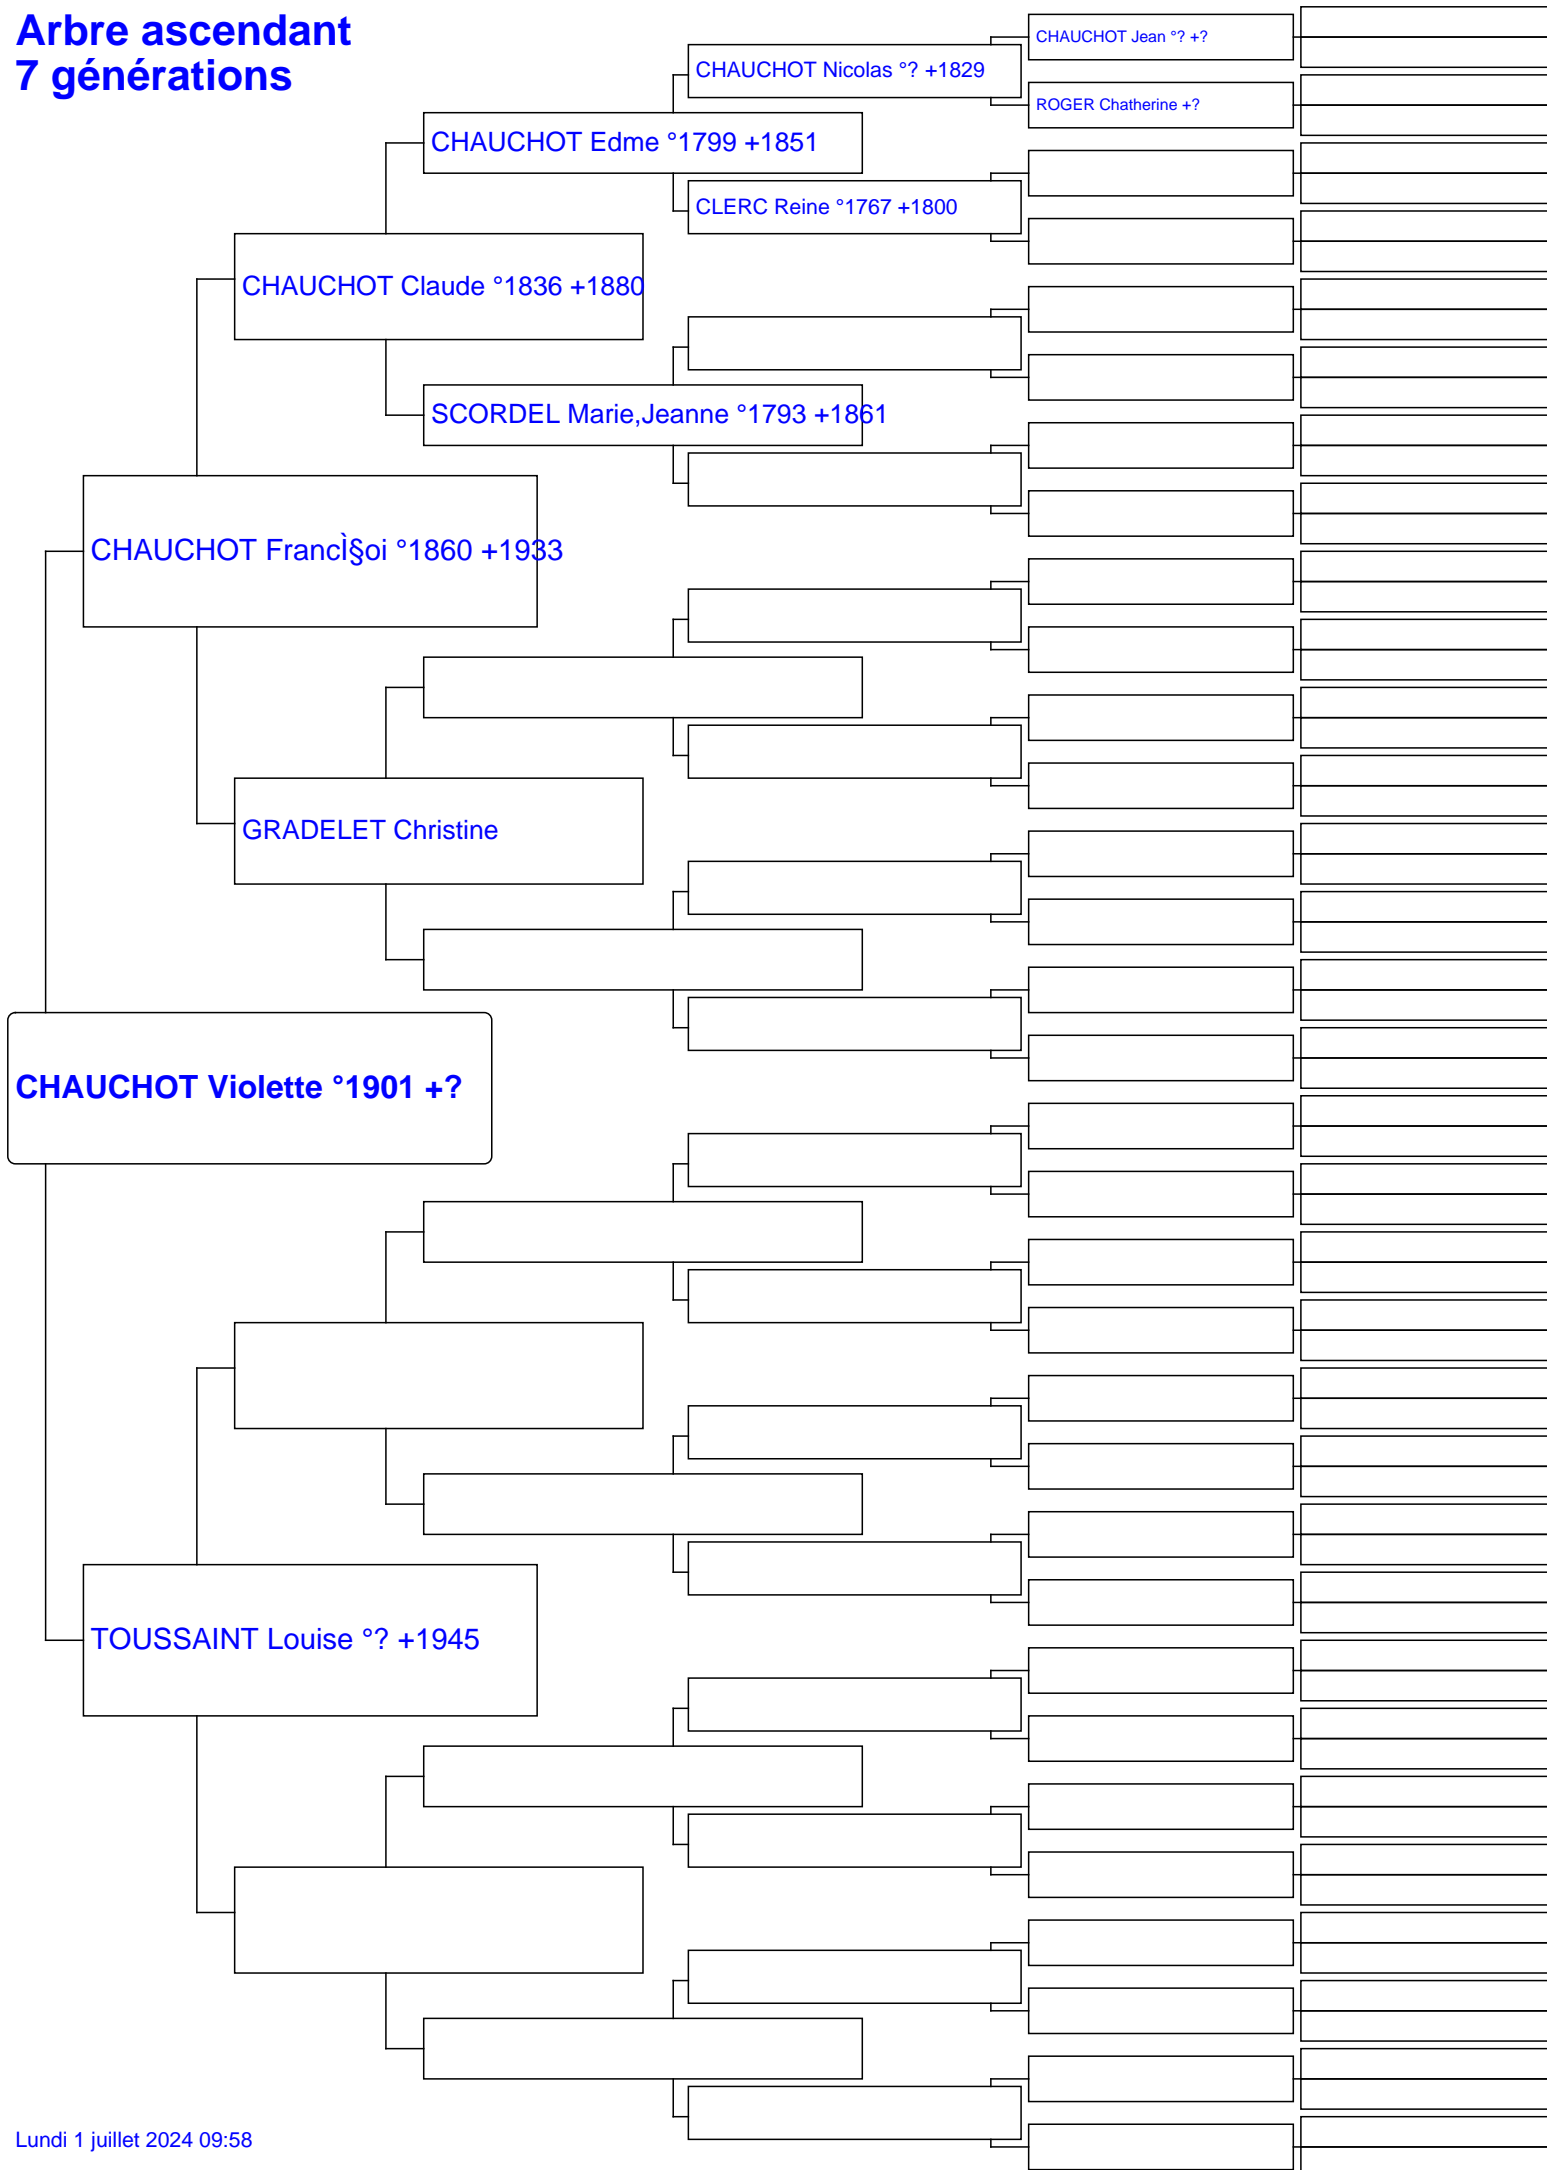 Arbre ascendant
7 générations
CHAUCHOT Jean °? +?
CHAUCHOT Nicolas °? +1829
ROGER Chatherine +?
CHAUCHOT Edme °1799 +1851
CLERC Reine °1767 +1800
CHAUCHOT Claude °1836 +1880
SCORDEL Marie,Jeanne °1793 +1861
CHAUCHOT FrancÌ§oi °1860 +1933
GRADELET Christine
CHAUCHOT Violette °1901 +?
TOUSSAINT Louise °? +1945
Lundi 1 juillet 2024 09:58